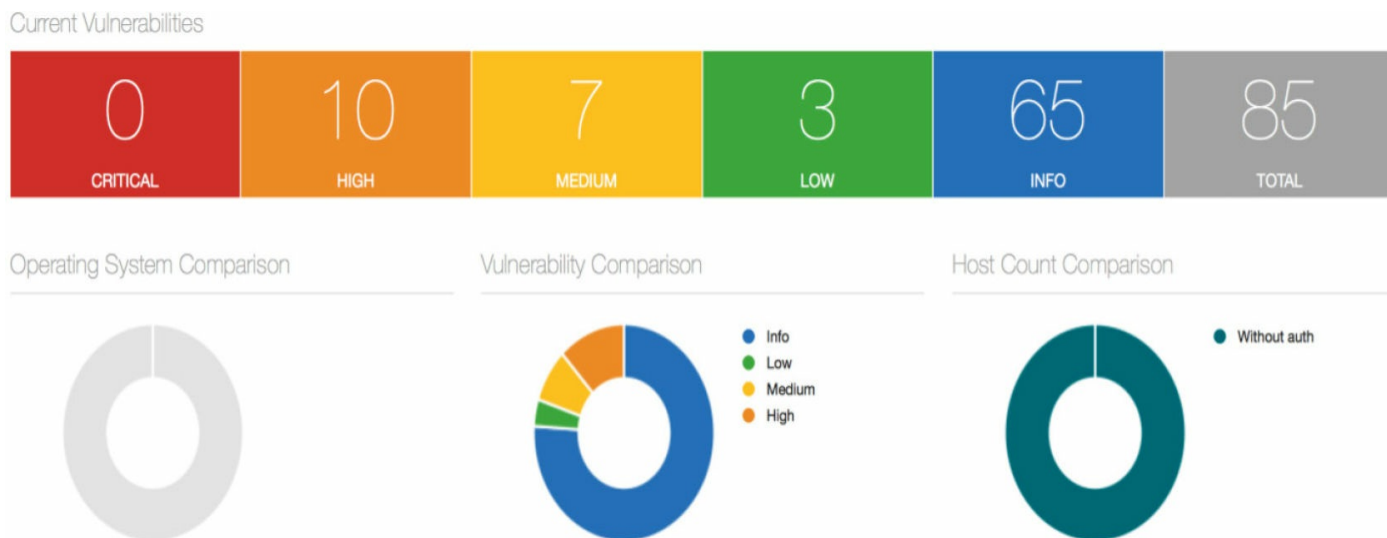 Current Vulnerabilities
0 10 7 3 65 85
CRITICAL HIGH MEDIUM LOW INFO TOTAL
Operating System Comparison
Vulnerability Comparison
Host Count Comparison
Info
Low
Medium
High
Without auth